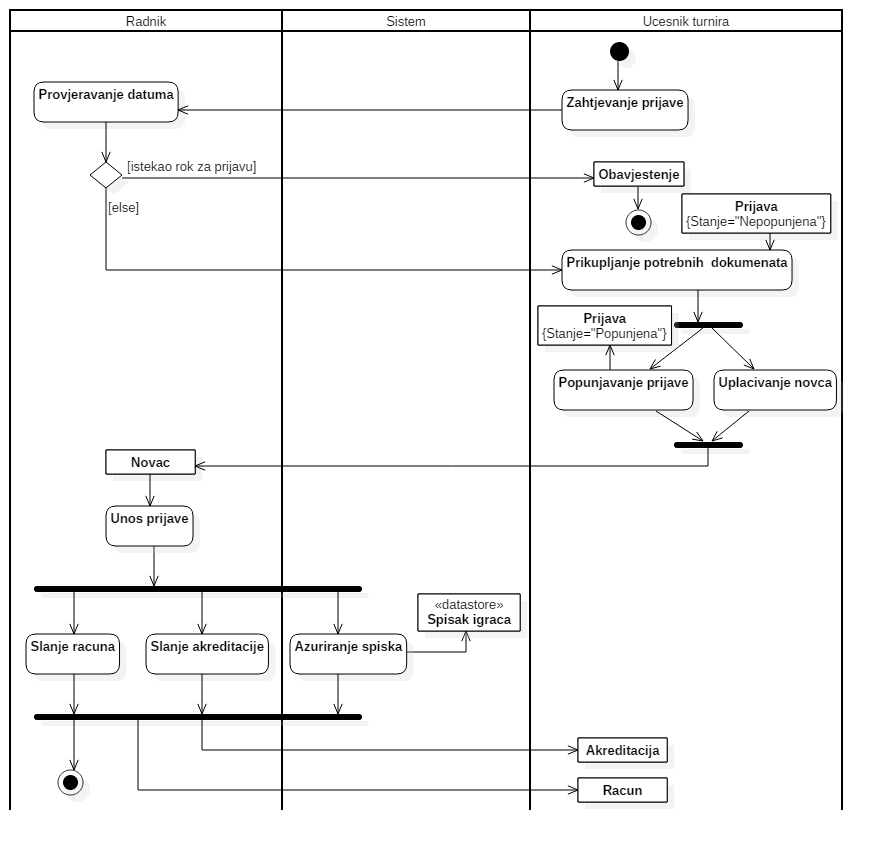 Radnik
Sistem
Ucesnik turnira
Provjeravanje datuma
Zahtjevanje prijave
[istekao rok za prijavu]
Obavjestenje
[else]
Prijava
{Stanje="Nepopunjena"}
Prikupljanje potrebnih  dokumenata
Prijava
{Stanje="Popunjena"}
Popunjavanje prijave
Uplacivanje novca
Novac
Unos prijave
«datastore»
Spisak igraca
Slanje racuna
Slanje akreditacije
Azuriranje spiska
Akreditacija
Racun